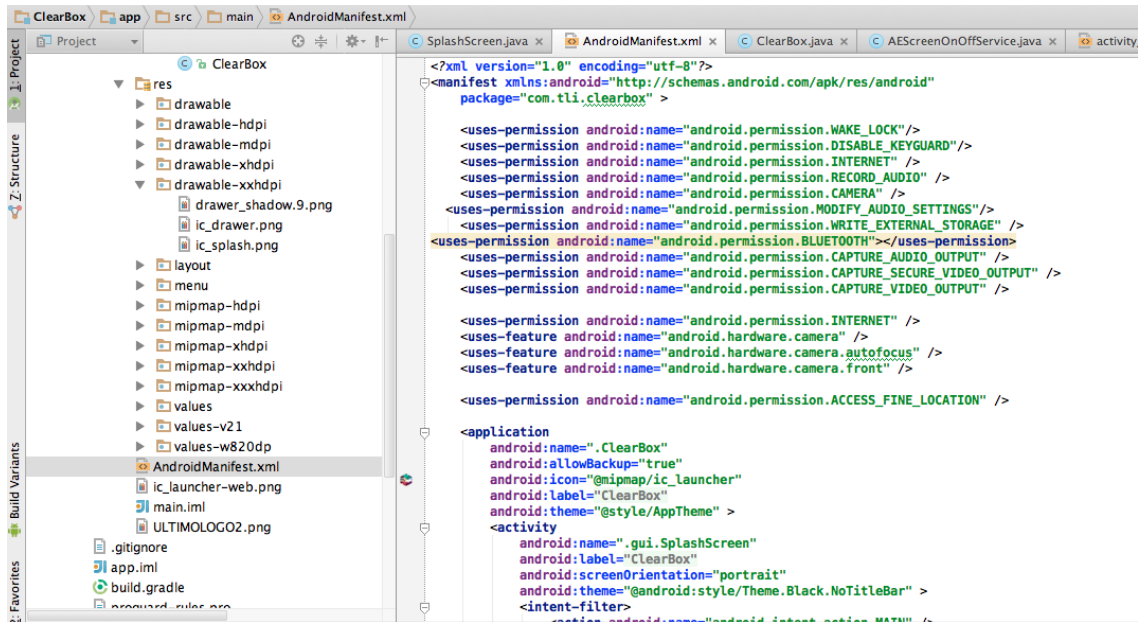 ClearBox app src main AndroidManifest.xml
Project
SplashScreen.java × AndroidManifest.xml × ClearBox.java × AEScreenOnOffService.java × activity
1: Project
Z: Structure
Build Variants
Favorites
ClearBox
res
drawable
drawable-hdpi
drawable-mdpi
drawable-xhdpi
drawable-xxhdpi
drawer_shadow.9.png
ic_drawer.png
ic_splash.png
layout
menu
mipmap-hdpi
mipmap-mdpi
mipmap-xhdpi
mipmap-xxhdpi
mipmap-xxxhdpi
values
values-v21
values-w820dp
AndroidManifest.xml
ic_launcher-web.png
main.iml
ULTIMOLOGO2.png
.gitignore
app.iml
build.gradle
proguard-rules.pro
<?xml version="1.0" encoding="utf-8"?>
<manifest xmlns:android="http://schemas.android.com/apk/res/android"
package="com.tli.clearbox" >
<uses-permission android:name="android.permission.WAKE_LOCK"/>
<uses-permission android:name="android.permission.DISABLE_KEYGUARD"/>
<uses-permission android:name="android.permission.INTERNET" />
<uses-permission android:name="android.permission.RECORD_AUDIO" />
<uses-permission android:name="android.permission.CAMERA" />
<uses-permission android:name="android.permission.MODIFY_AUDIO_SETTINGS"/>
<uses-permission android:name="android.permission.WRITE_EXTERNAL_STORAGE" />
<uses-permission android:name="android.permission.BLUETOOTH"></uses-permission>
<uses-permission android:name="android.permission.CAPTURE_AUDIO_OUTPUT" />
<uses-permission android:name="android.permission.CAPTURE_SECURE_VIDEO_OUTPUT" />
<uses-permission android:name="android.permission.CAPTURE_VIDEO_OUTPUT" />
<uses-permission android:name="android.permission.INTERNET" />
<uses-feature android:name="android.hardware.camera" />
<uses-feature android:name="android.hardware.camera.autofocus" />
<uses-feature android:name="android.hardware.camera.front" />
<uses-permission android:name="android.permission.ACCESS_FINE_LOCATION" />
<application
android:name=".ClearBox"
android:allowBackup="true"
android:icon="@mipmap/ic_launcher"
android:label="ClearBox"
android:theme="@style/AppTheme" >
<activity
android:name=".gui.SplashScreen"
android:label="ClearBox"
android:screenOrientation="portrait"
android:theme="@android:style/Theme.Black.NoTitleBar" >
<intent-filter>
<action android:name="android.intent.action.MAIN" />